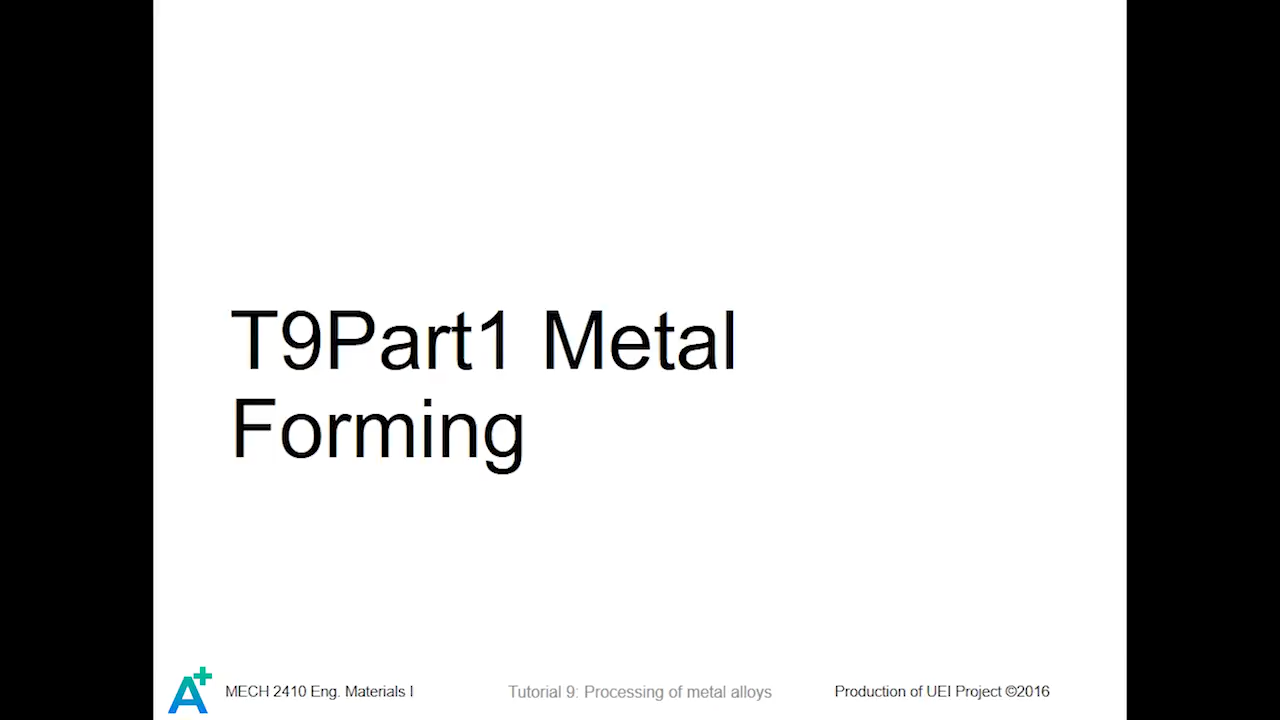 T9Part1 Metal
Forming
A+
MECH 2410 Eng. Materials I
Tutorial 9: Processing of metal alloys
Production of UEI Project ©2016